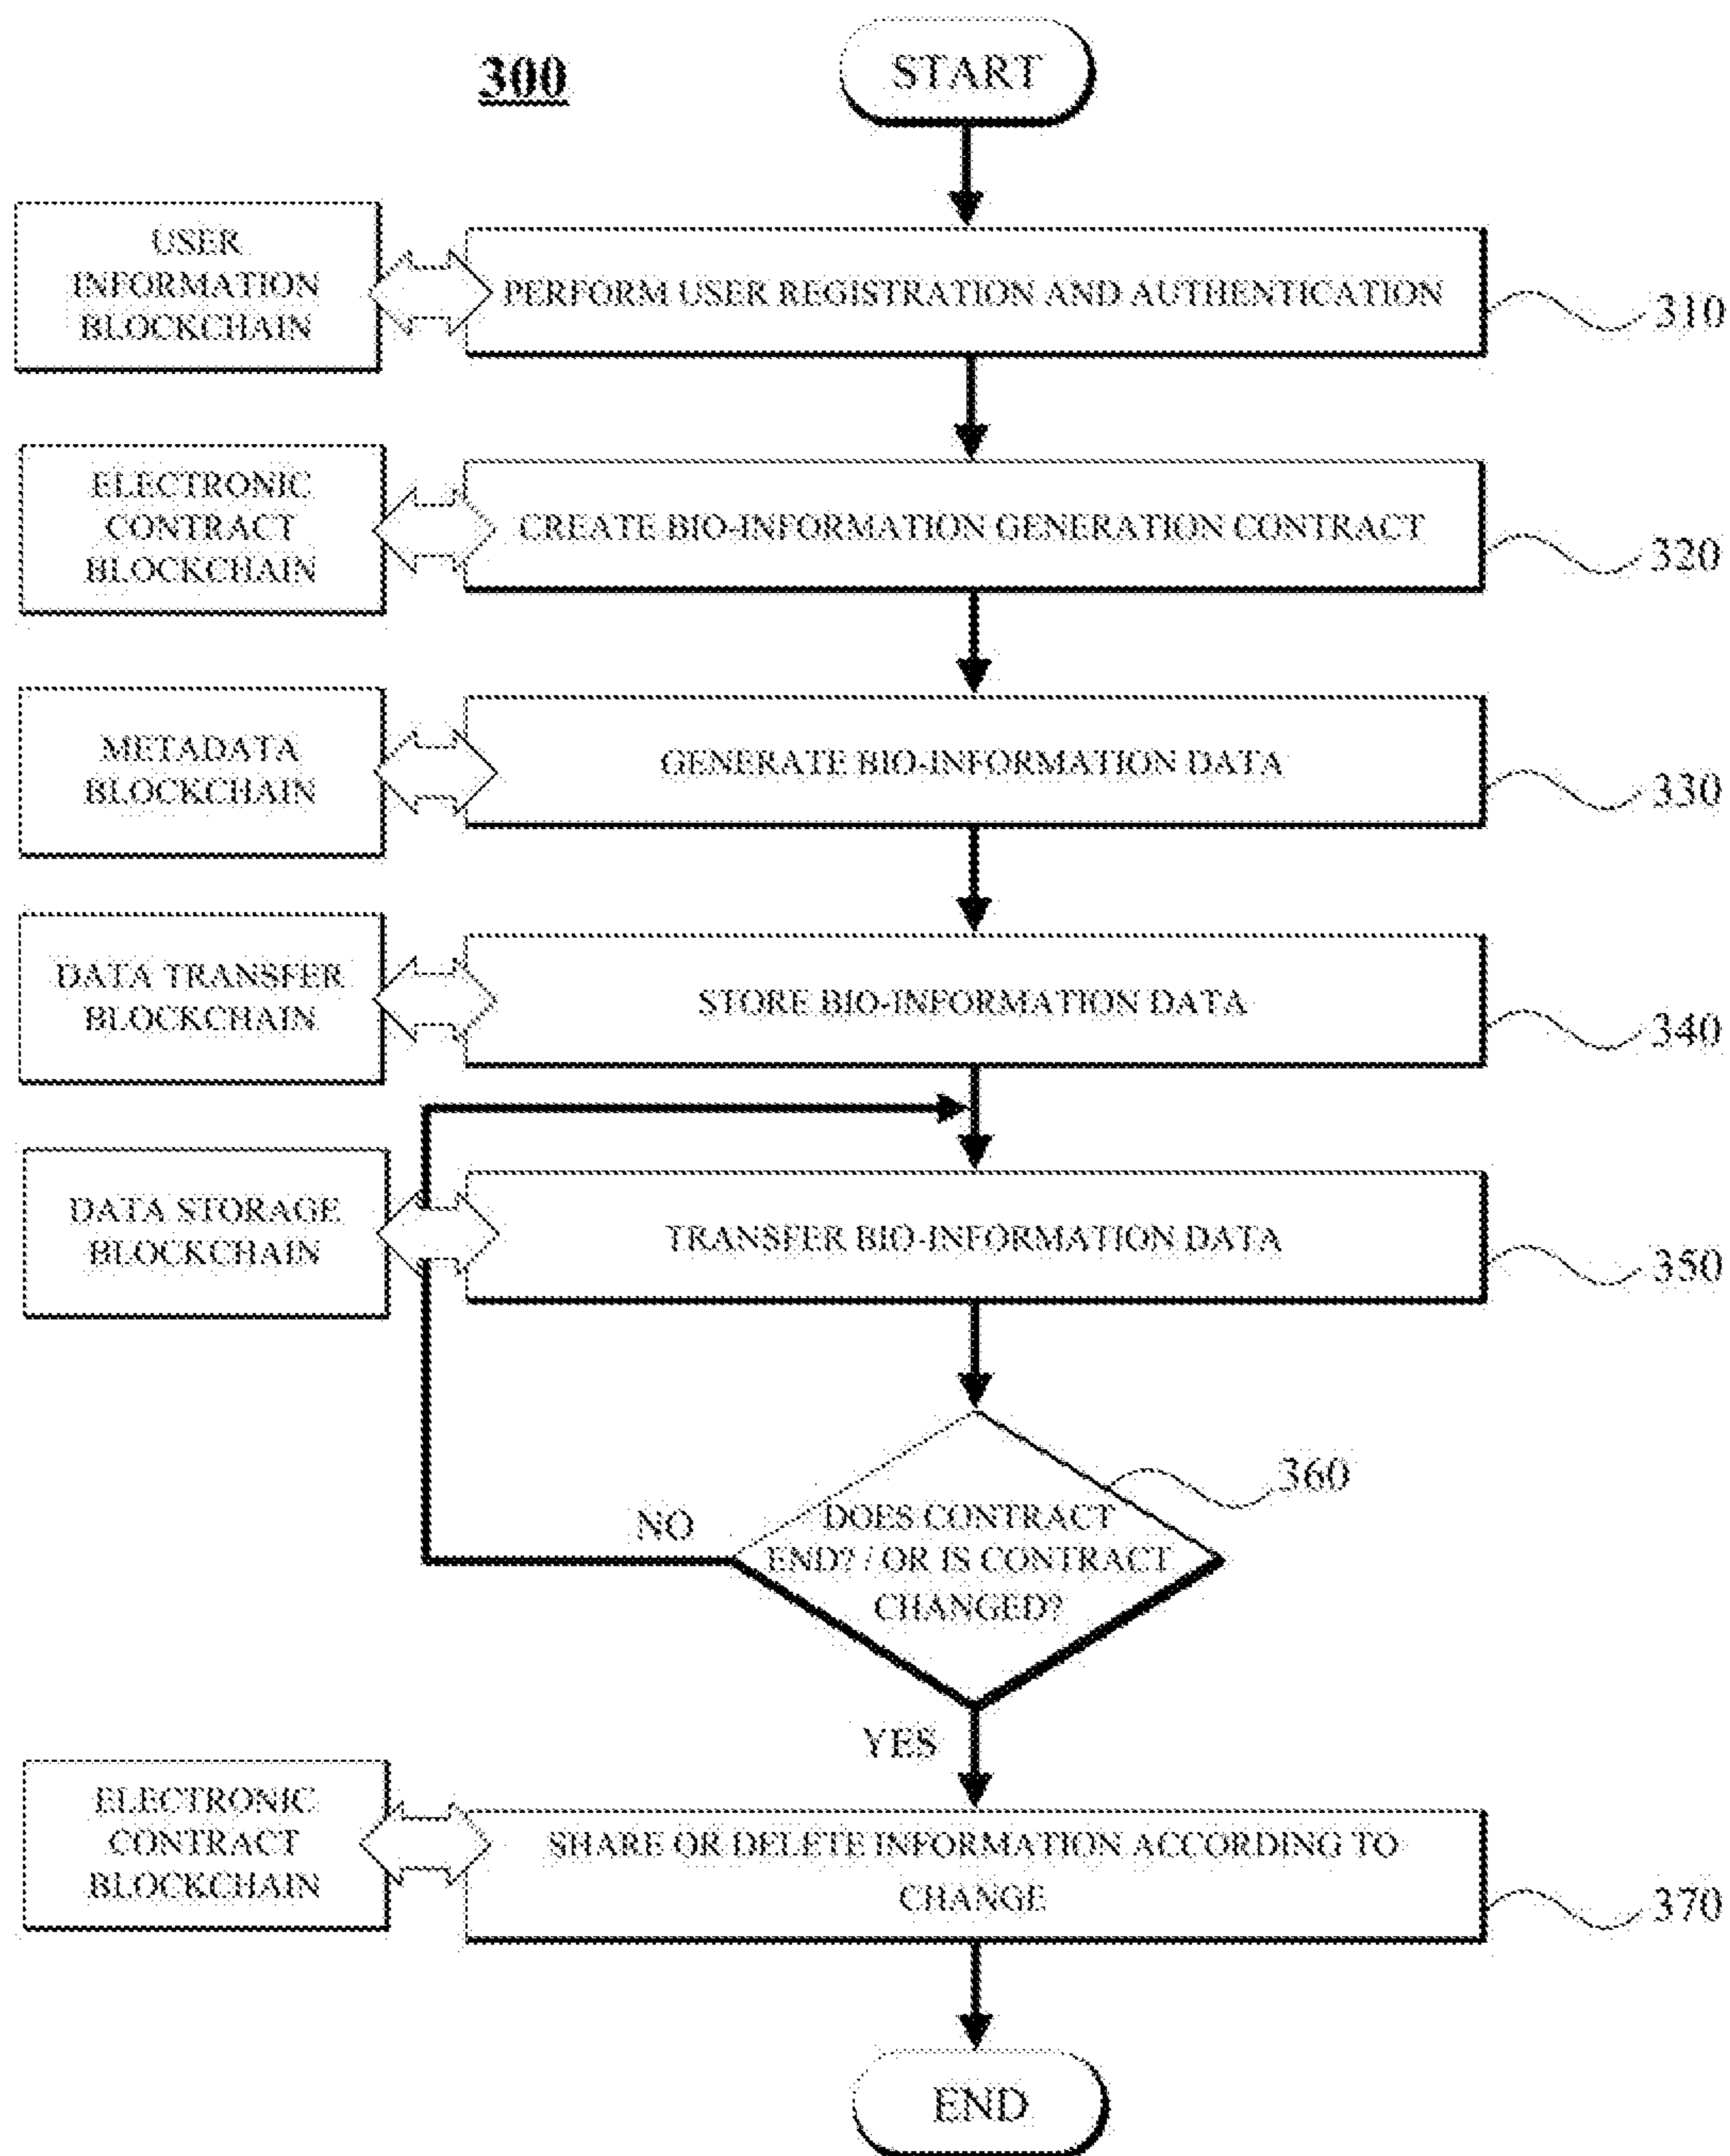 300
START
USER
INFORMATION
BLOCKCHAIN
PERFORM USER REGISTRATION AND AUTHENTICATION
310
ELECTRONIC
CONTRACT
BLOCKCHAIN
CREATE BIO-INFORMATION GENERATION CONTRACT
320
METADATA
BLOCKCHAIN
GENERATE BIO-INFORMATION DATA
330
DATA TRANSFER
BLOCKCHAIN
STORE BIO-INFORMATION DATA
340
DATA STORAGE
BLOCKCHAIN
TRANSFER BIO-INFORMATION DATA
350
360
NO
DOES CONTRACT
END? / OR IS CONTRACT
CHANGED?
YES
ELECTRONIC
CONTRACT
BLOCKCHAIN
SHARE OR DELETE INFORMATION ACCORDING TO
CHANGE
370
END